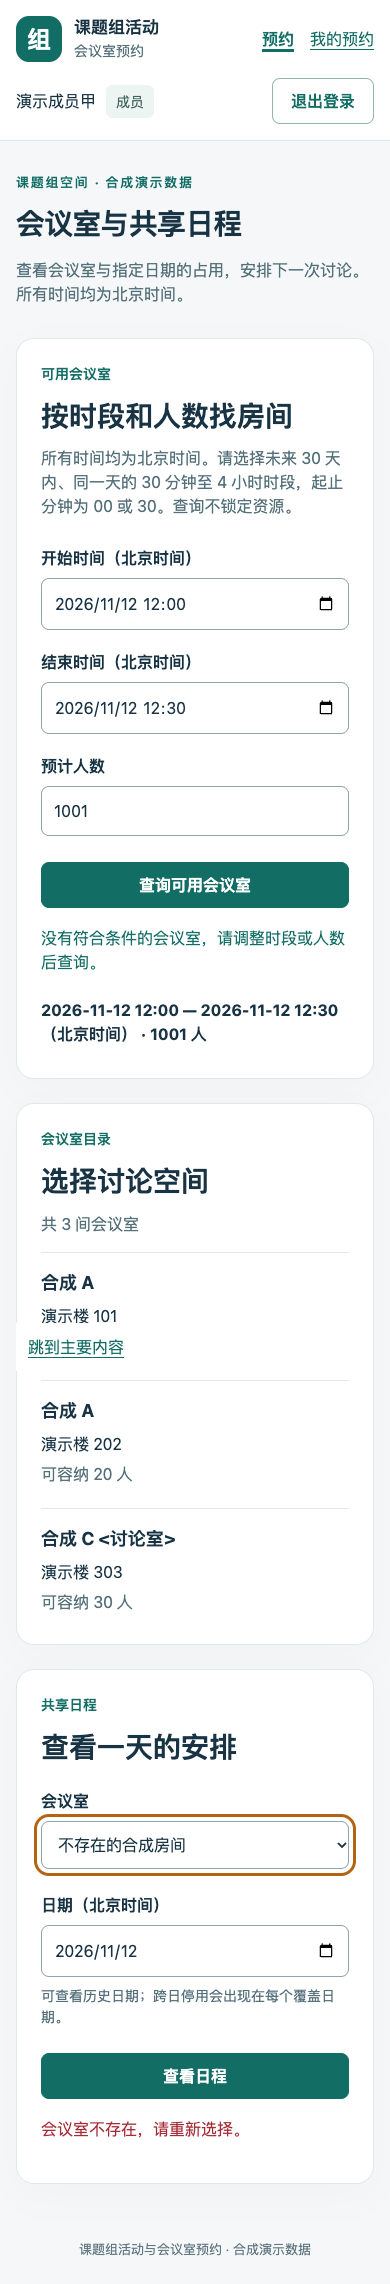 组
课题组活动
会议室预约
预约 我的预约
演示成员甲 成员
退出登录
课题组空间 · 合成演示数据
会议室与共享日程
查看会议室与指定日期的占用，安排下一次讨论。
所有时间均为北京时间。
可用会议室
按时段和人数找房间
所有时间均为北京时间。请选择未来 30 天
内、同一天的 30 分钟至 4 小时时段，起止
分钟为 00 或 30。查询不锁定资源。
开始时间（北京时间）
2026/11/12 12:00
结束时间（北京时间）
2026/11/12 12:30
预计人数
1001
查询可用会议室
没有符合条件的会议室，请调整时段或人数
后查询。
2026-11-12 12:00 — 2026-11-12 12:30
（北京时间） · 1001 人
会议室目录
选择讨论空间
共 3 间会议室
合成 A
演示楼 101
跳到主要内容
合成 A
演示楼 202
可容纳 20 人
合成 C <讨论室>
演示楼 303
可容纳 30 人
共享日程
查看一天的安排
会议室
不存在的合成房间
日期（北京时间）
2026/11/12
可查看历史日期；跨日停用会出现在每个覆盖日
期。
查看日程
会议室不存在，请重新选择。
课题组活动与会议室预约 · 合成演示数据